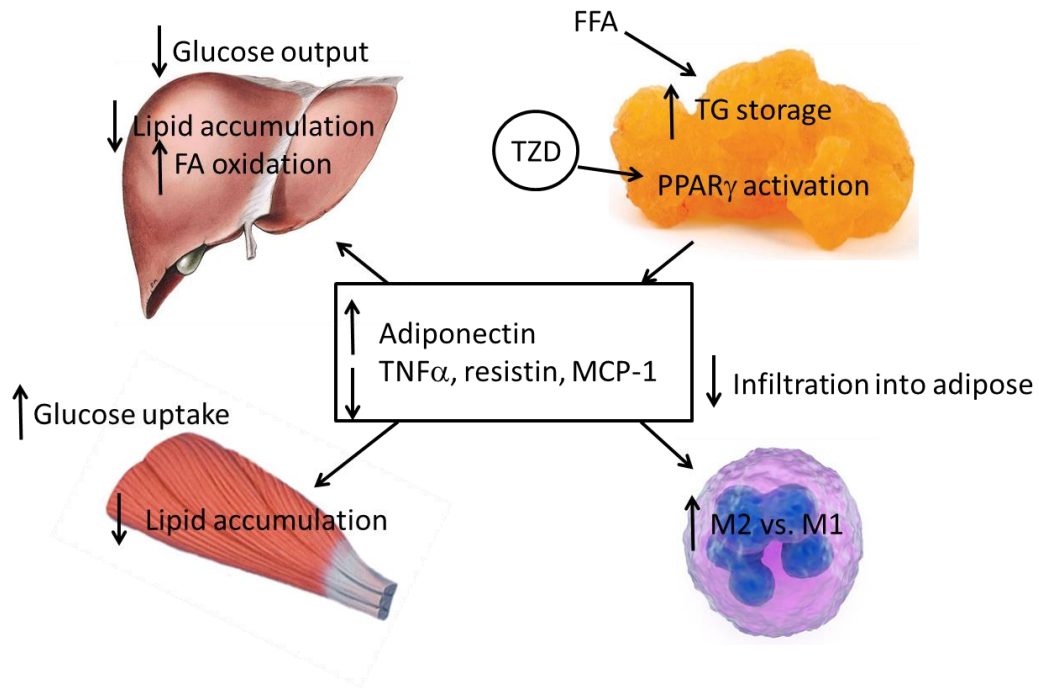 Glucose output
Lipid accumulation
FA oxidation
FFA
TG storage
TZD
PPARγ activation
Adiponectin
TNFα, resistin, MCP-1
Infiltration into adipose
Glucose uptake
Lipid accumulation
M2 vs. M1